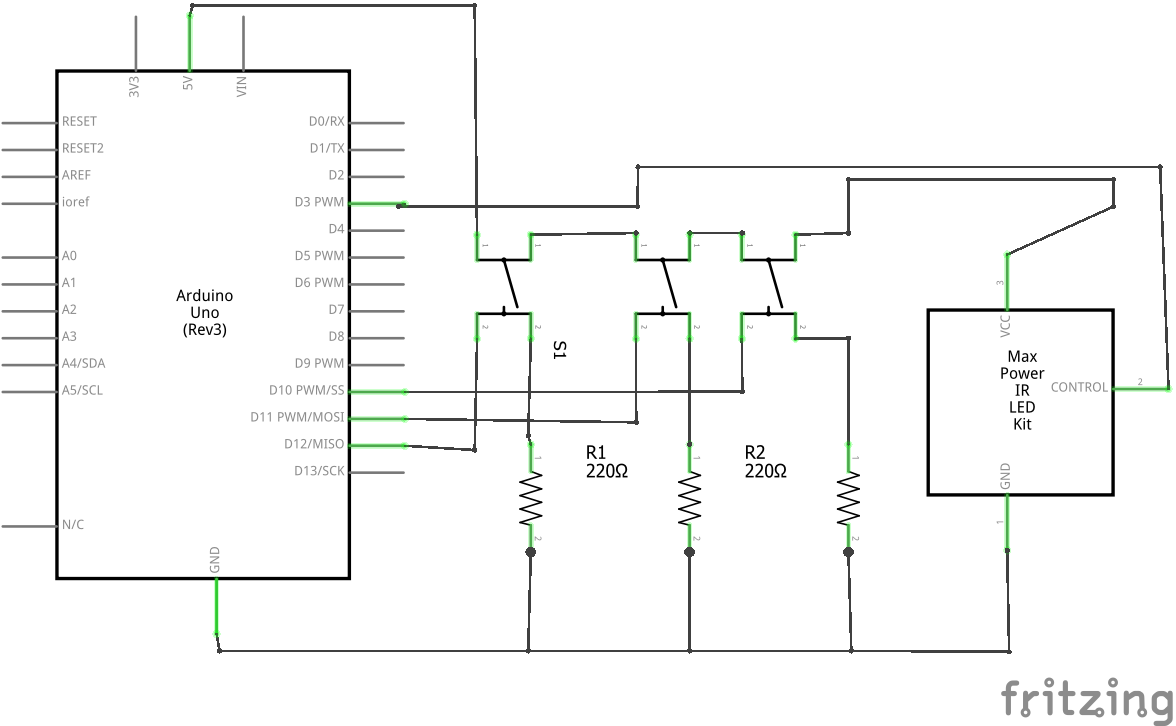 3V3
5V
VIN
RESET
RESET2
AREF
ioref
A0
A1
A2
A3
A4/SDA
A5/SCL
N/C
Arduino
Uno
(Rev3)
D0/RX
D1/TX
D2
D3 PWM
D4
D5 PWM
D6 PWM
D7
D8
D9 PWM
D10 PWM/SS
D11 PWM/MOSI
D12/MISO
D13/SCK
GND
1
1
1
1
1
1
2
2
2
2
2
2
S1
R1
220Ω
R2
220Ω
1
1
1
2
2
2
3
VCC
Max
Power
IR
LED
Kit
CONTROL
2
GND
1
fritzing